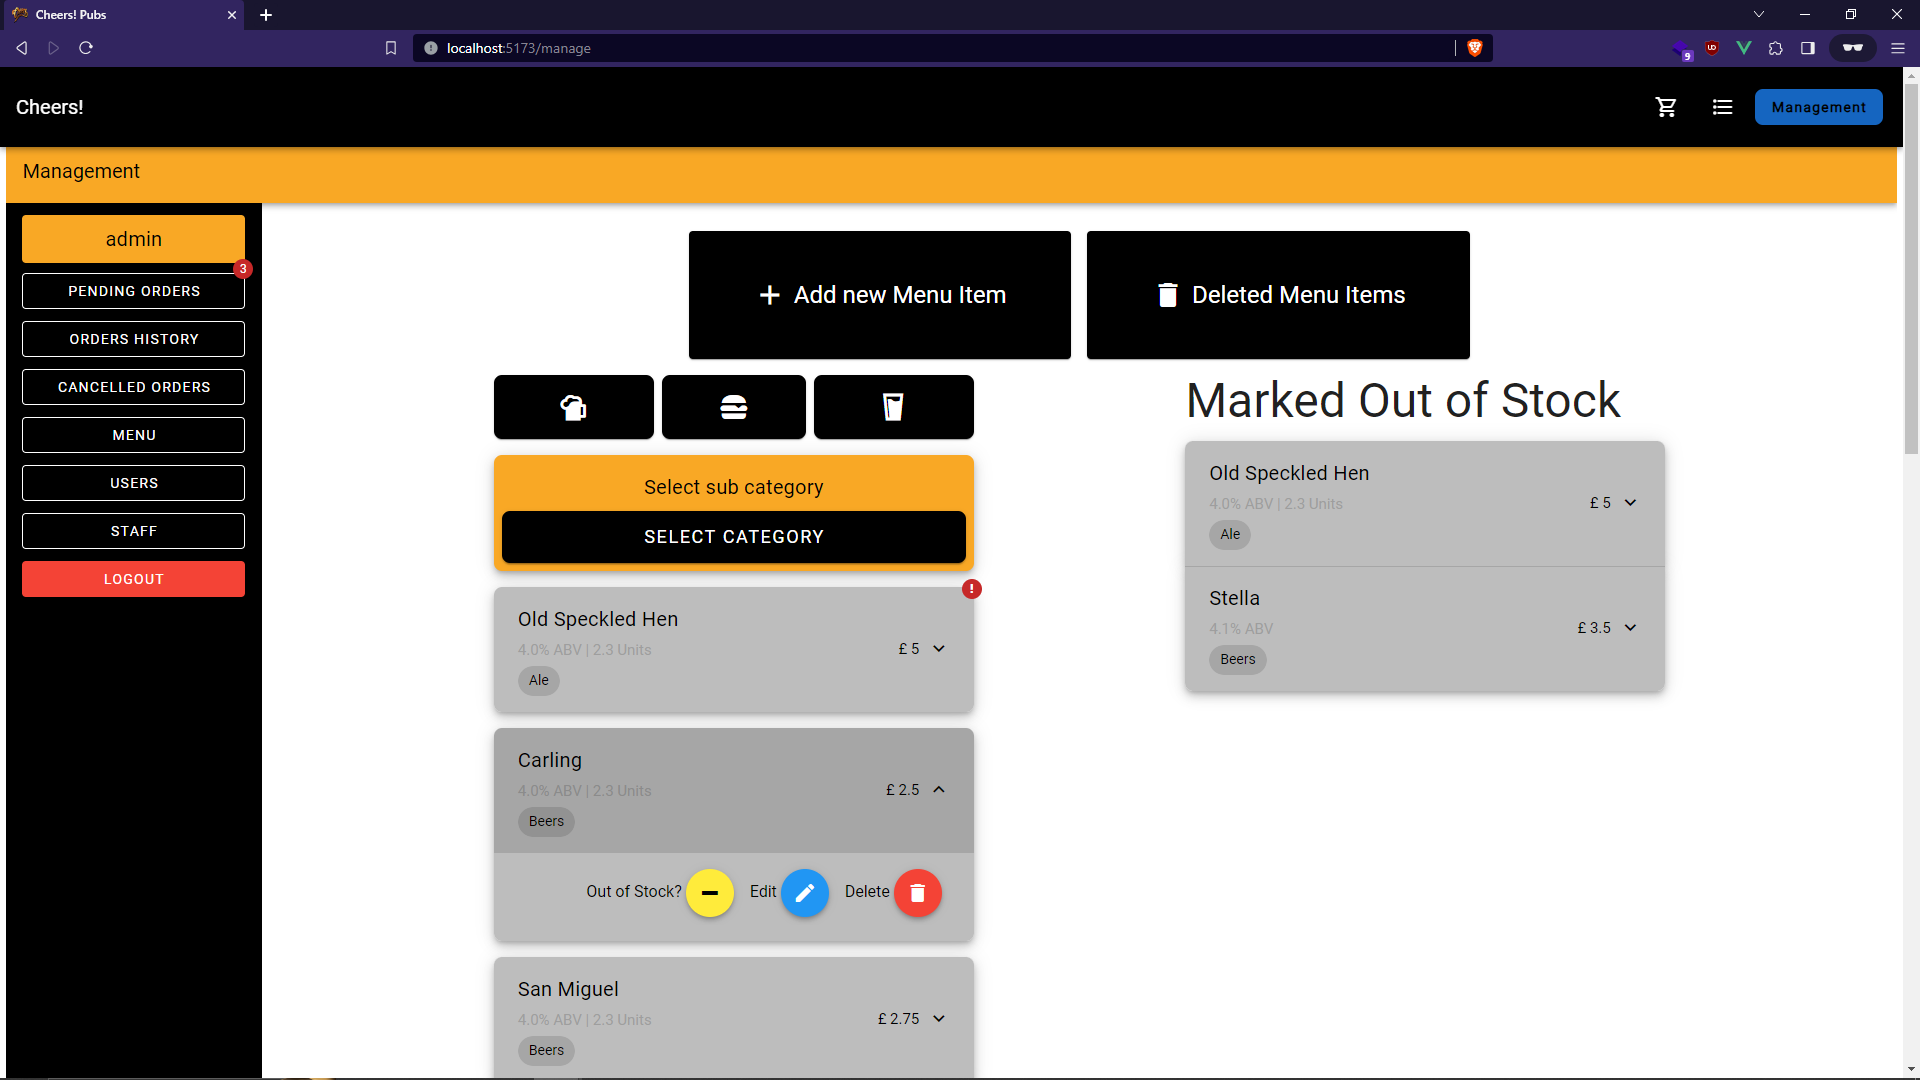 Cheers! Pubs
localhost:5173/manage
9
Cheers!
Management
Management
admin
3
PENDING ORDERS
ORDERS HISTORY
CANCELLED ORDERS
MENU
USERS
STAFF
LOGOUT
Add new Menu Item
Deleted Menu Items
Select sub category
SELECT CATEGORY
!
Old Speckled Hen
4.0% ABV | 2.3 Units
£ 5
Ale
Carling
4.0% ABV | 2.3 Units
£ 2.5
Beers
Out of Stock?
Edit
Delete
San Miguel
4.0% ABV | 2.3 Units
£ 2.75
Beers
Marked Out of Stock
Old Speckled Hen
4.0% ABV | 2.3 Units
£ 5
Ale
Stella
4.1% ABV
£ 3.5
Beers